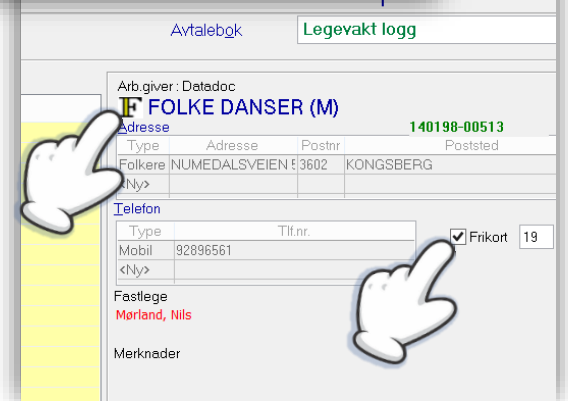 Avtalebok Legevakt logg
Arb.giver : Datadoc
F FOLKE DANSER (M)
Adresse 140198-00513
Type Adresse Postnr Poststed
Folkere NUMEDALSVEIEN 5 3602 KONGSBERG
<Ny>
Telefon
Type Tlf.nr.
Mobil 92896561
<Ny>
Frikort 19
Fastlege
Mørland, Nils
Merknader